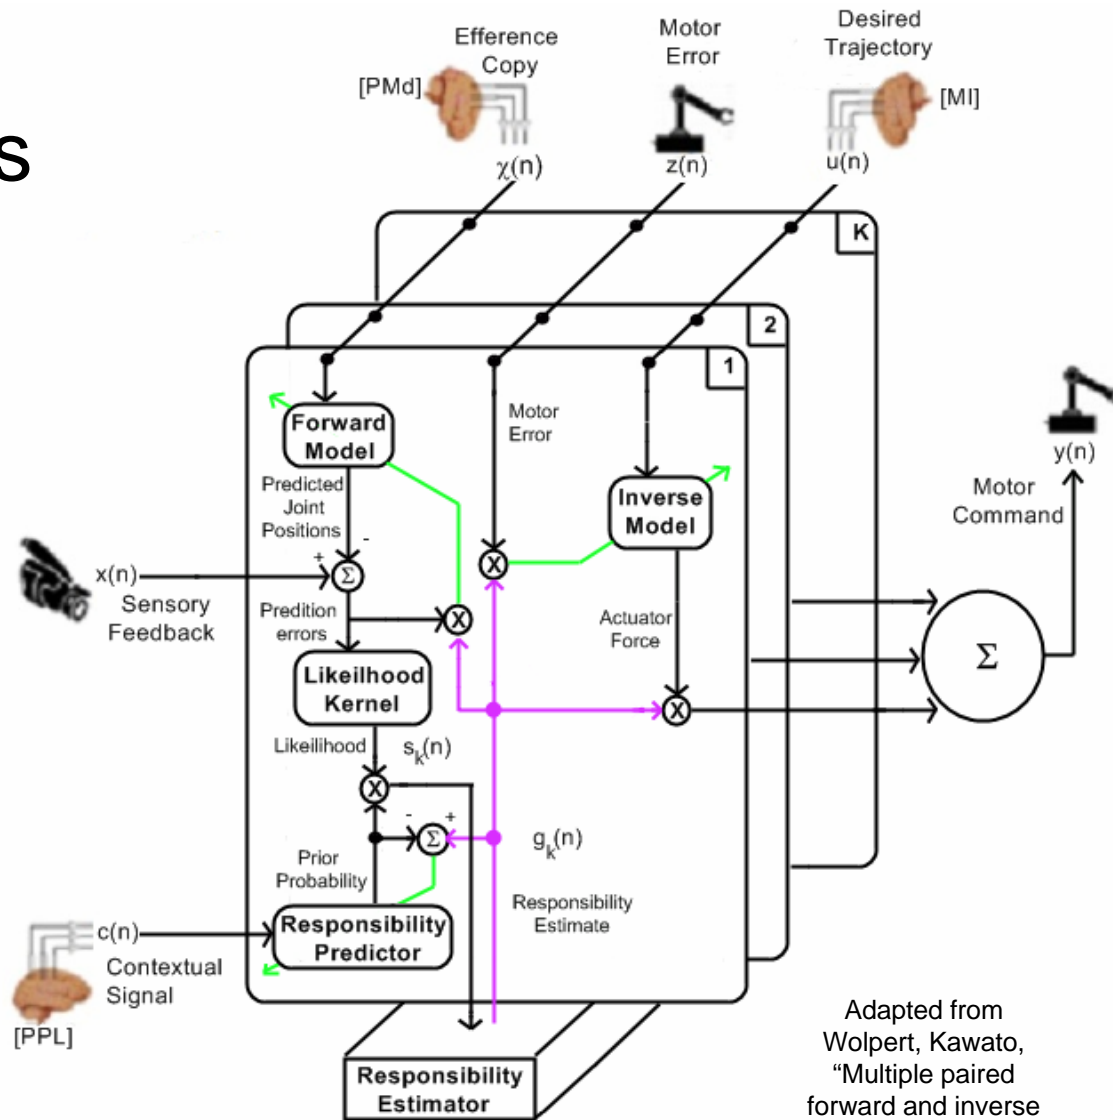 s
Efference
Copy
[PMd]
χ(n)
Motor
Error
z(n)
Desired
Trajectory
[MI]
u(n)
K
2
1
Forward
Model
Motor
Error
Predicted
Joint
Positions
Inverse
Model
y(n)
Motor
Command
-
+
Σ
X
x(n)
Sensory
Feedback
Predition
errors
X
Actuator
Force
Likeilhood
Kernel
Σ
X
Likeilihood
s_k(n)
X
-
+
Σ
g_k(n)
Prior
Probability
Responsibility
Estimate
Responsibility
Predictor
c(n)
Contextual
Signal
[PPL]
Responsibility
Estimator
Adapted from
Wolpert, Kawato,
“Multiple paired
forward and inverse